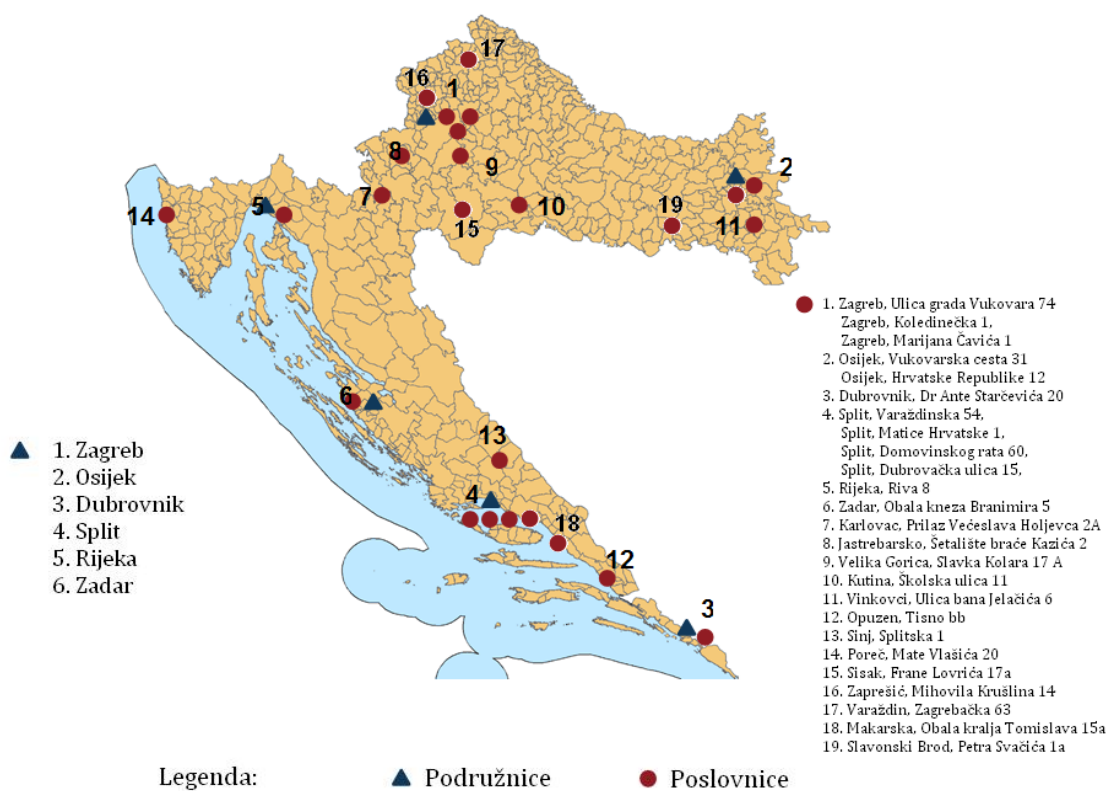 17
16
1
8
9
2
7
14
5
10
15
19
11
6
13
4
18
12
3
1. Zagreb
2. Osijek
3. Dubrovnik
4. Split
5. Rijeka
6. Zadar
1. Zagreb, Ulica grada Vukovara 74
Zagreb, Koledinečka 1,
Zagreb, Marijana Čavića 1
2. Osijek, Vukovarska cesta 31
Osijek, Hrvatske Republike 12
3. Dubrovnik, Dr Ante Starčevića 20
4. Split, Varaždinska 54,
Split, Matice Hrvatske 1,
Split, Domovinskog rata 60,
Split, Dubrovačka ulica 15,
5. Rijeka, Riva 8
6. Zadar, Obala kneza Branimira 5
7. Karlovac, Prilaz Većeslava Holjevca 2A
8. Jastrebarsko, Šetalište braće Kazića 2
9. Velika Gorica, Slavka Kolara 17 A
10. Kutina, Školska ulica 11
11. Vinkovci, Ulica bana Jelačića 6
12. Opuzen, Tisno bb
13. Sinj, Splitska 1
14. Poreč, Mate Vlašića 20
15. Sisak, Frane Lovrića 17a
16. Zaprešić, Mihovila Krušlina 14
17. Varaždin, Zagrebačka 63
18. Makarska, Obala kralja Tomislava 15a
19. Slavonski Brod, Petra Svačića 1a
Legenda:
Podružnice
Poslovnice